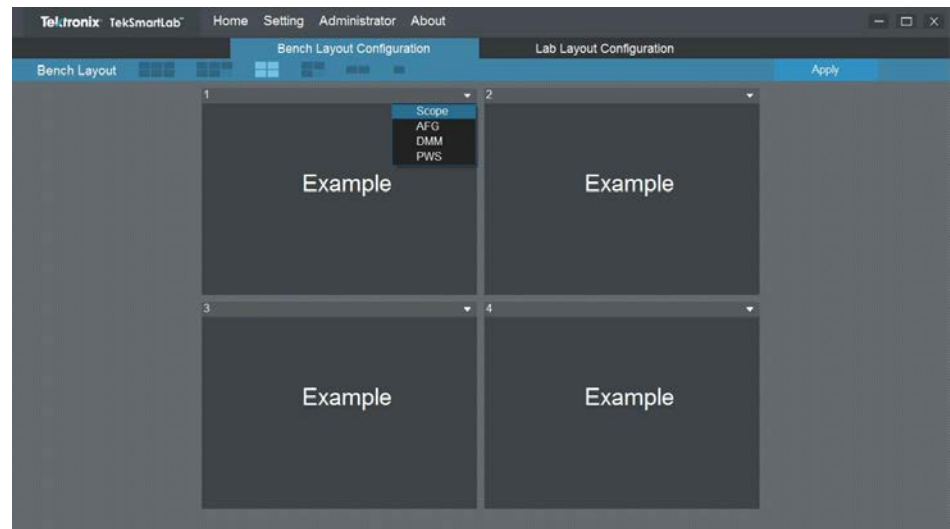 Tektronix TekSmartLab™ Home Setting Administrator About
Bench Layout Configuration Lab Layout Configuration
Bench Layout Apply
1 2
Scope
AFG
DMM
PWS
Example Example
3 4
Example Example